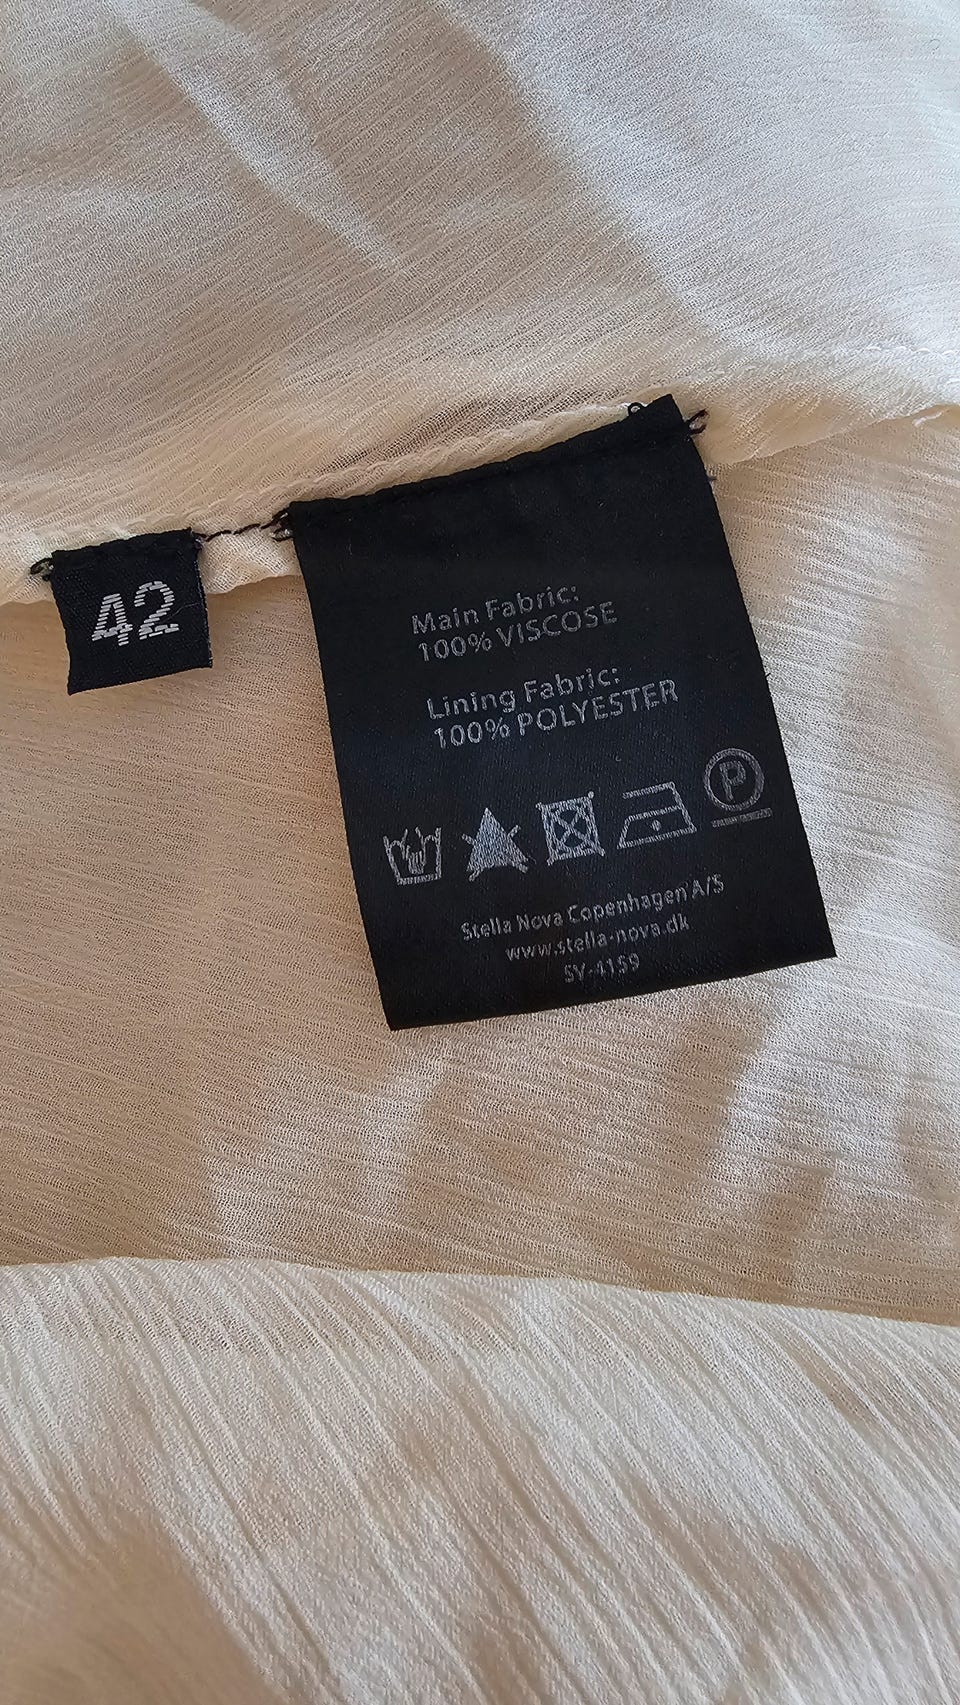 42
Main Fabric:
100% VISCOSE
Lining Fabric:
100% POLYESTER
P
Stella Nova Copenhagen A/S
www.stella-nova.dk
SY-4159